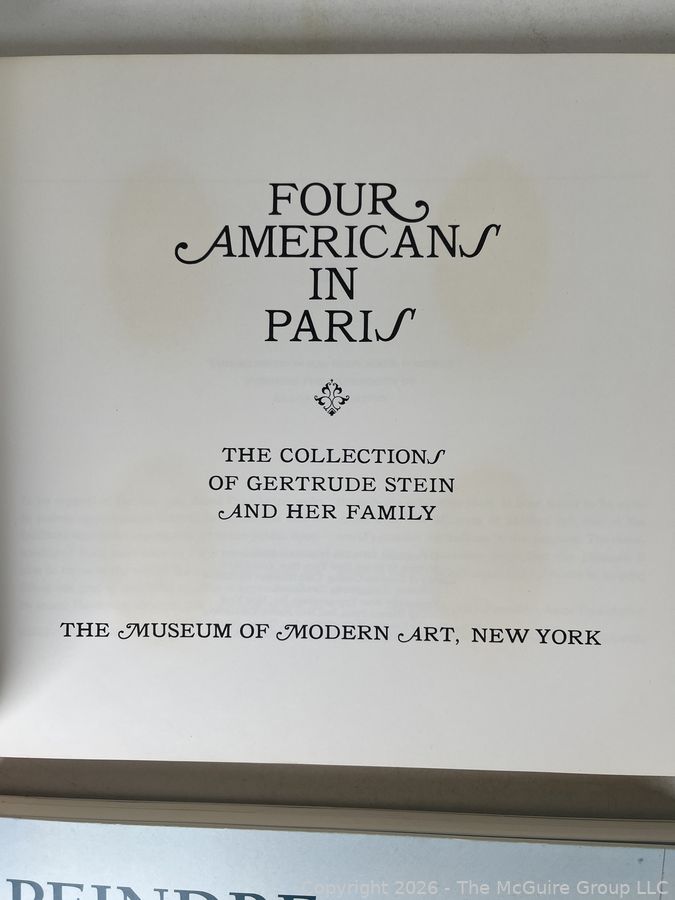 FOUR
AMERICANS
IN
PARIS
THE COLLECTIONS
OF GERTRUDE STEIN
AND HER FAMILY
THE MUSEUM OF MODERN ART, NEW YORK
PEINDRE
Copyright 2026 - The McGuire Group LLC